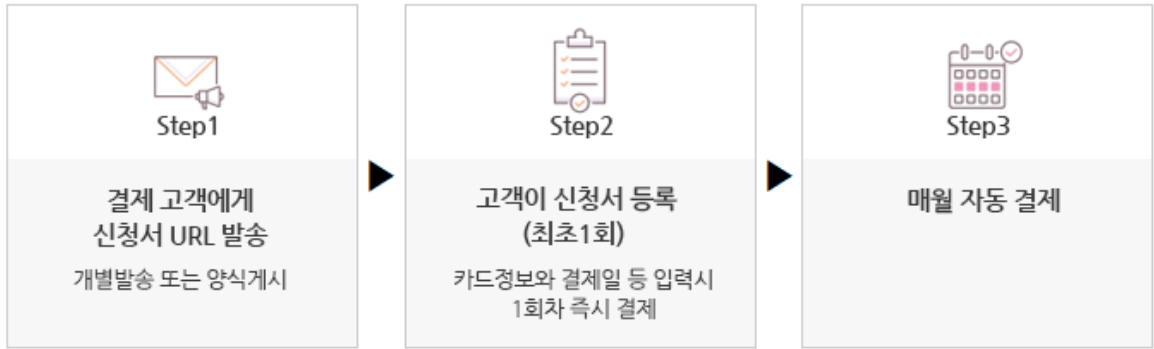 Step1
결제 고객에게
신청서 URL 발송
개별발송 또는 양식게시
Step2
고객이 신청서 등록
(최초1회)
카드정보와 결제일 등 입력시
1회차 즉시 결제
Step3
매월 자동 결제